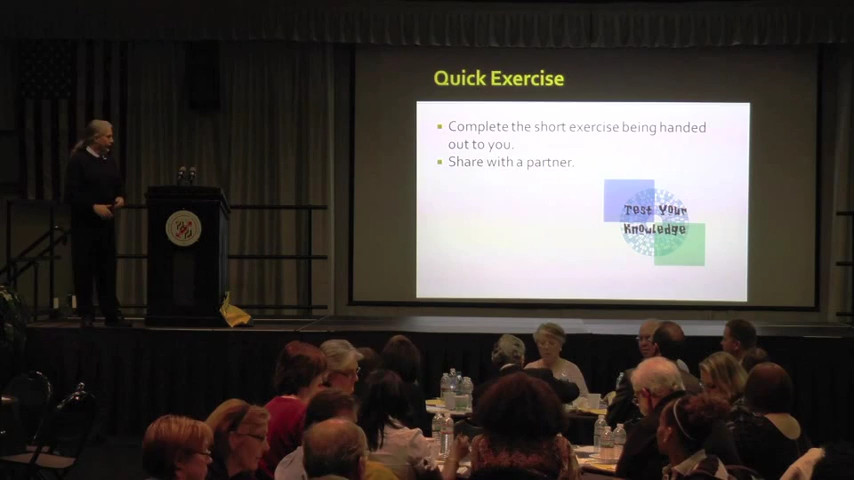 Quick Exercise
Complete the short exercise being handed
out to you.
Share with a partner.
Test Your
Knowledge